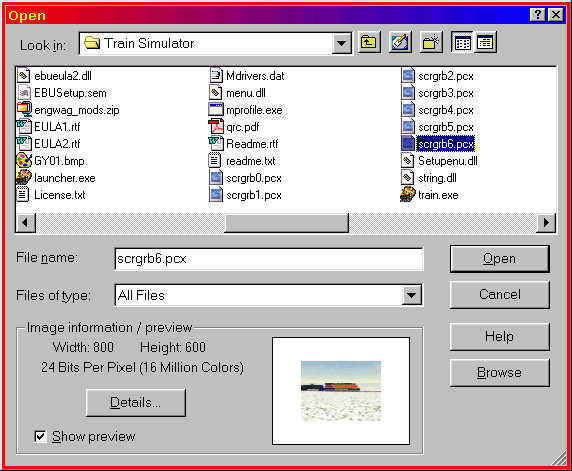 Open
Look in: Train Simulator
ebueula2.dll Mdrivers.dat scrgrb2.pcx
EBUSetup.sem menu.dll scrgrb3.pcx
engwag_mods.zip mprofile.exe scrgrb4.pcx
EULA1.rtf qrc.pdf scrgrb5.pcx
EULA2.rtf Readme.rtf scrgrb6.pcx
GY01.bmp readme.txt Setupenu.dll
launcher.exe scrgrb0.pcx string.dll
License.txt scrgrb1.pcx train.exe
File name: scrgrb6.pcx Open
Files of type: All Files Cancel
Image information / preview
Width: 800 Height: 600 Help
24 Bits Per Pixel (16 Million Colors)
Browse
Details...
Show preview